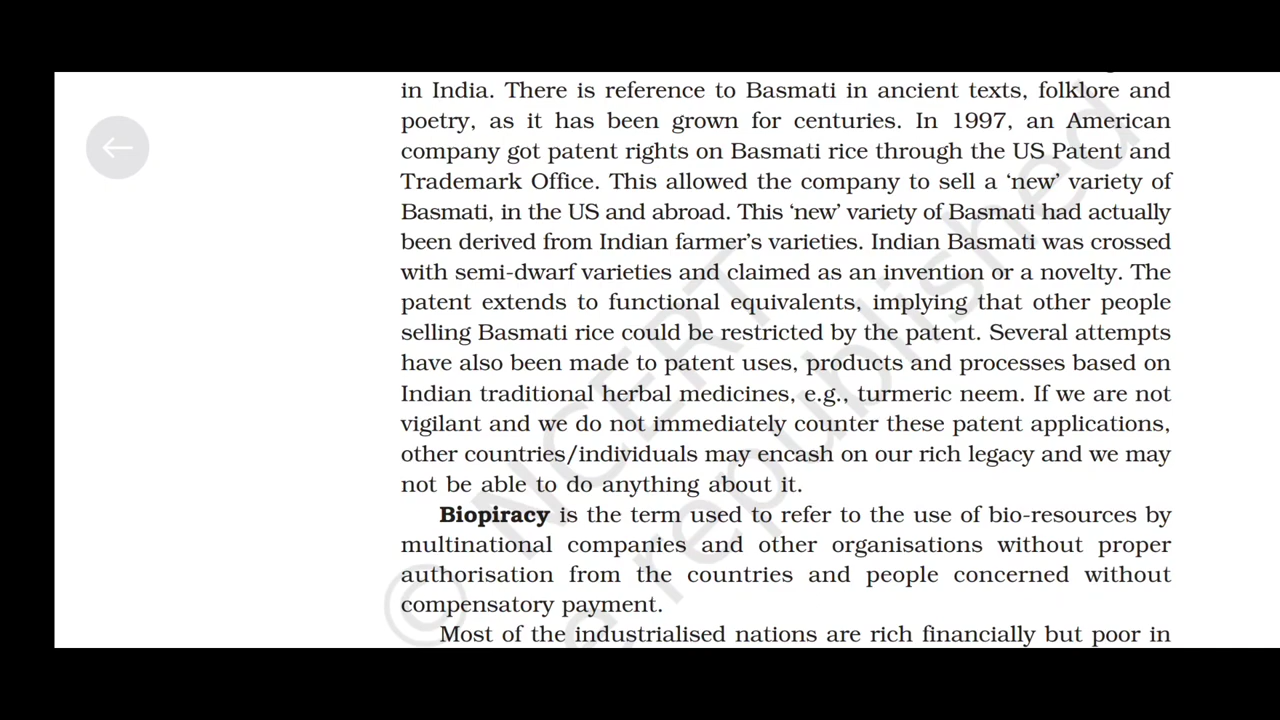 in India. There is reference to Basmati in ancient texts, folklore and
poetry, as it has been grown for centuries. In 1997, an American
company got patent rights on Basmati rice through the US Patent and
Trademark Office. This allowed the company to sell a ‘new’ variety of
Basmati, in the US and abroad. This ‘new’ variety of Basmati had actually
been derived from Indian farmer’s varieties. Indian Basmati was crossed
with semi-dwarf varieties and claimed as an invention or a novelty. The
patent extends to functional equivalents, implying that other people
selling Basmati rice could be restricted by the patent. Several attempts
have also been made to patent uses, products and processes based on
Indian traditional herbal medicines, e.g., turmeric neem. If we are not
vigilant and we do not immediately counter these patent applications,
other countries/individuals may encash on our rich legacy and we may
not be able to do anything about it.
Biopiracy is the term used to refer to the use of bio-resources by
multinational companies and other organisations without proper
authorisation from the countries and people concerned without
compensatory payment.
Most of the industrialised nations are rich financially but poor in
© NCERT
republished